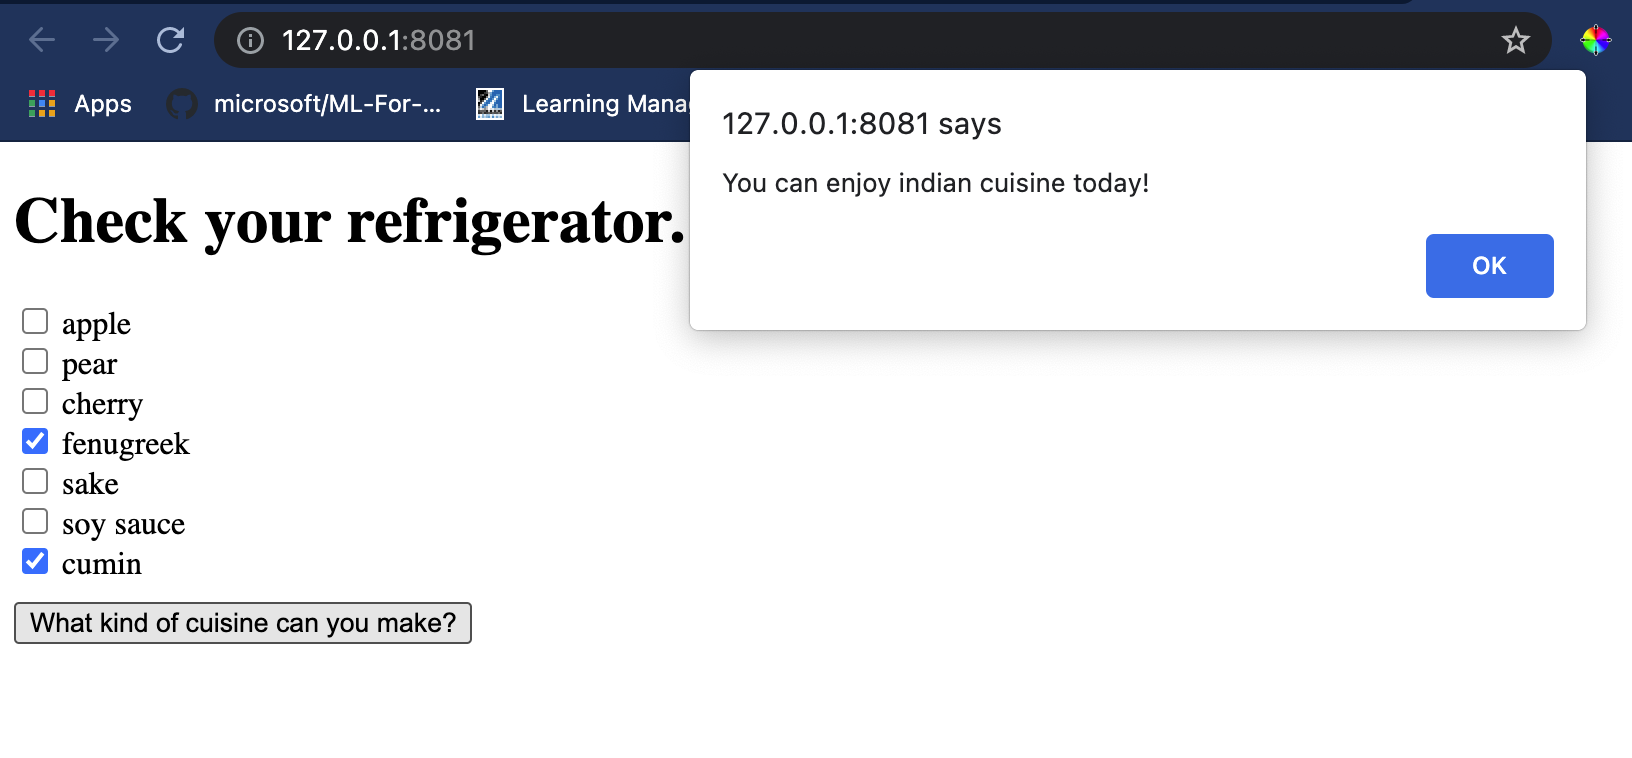 127.0.0.1:8081
Apps
microsoft/ML-For-...
Learning Mana
127.0.0.1:8081 says
You can enjoy indian cuisine today!
OK
Check your refrigerator.
apple
pear
cherry
fenugreek
sake
soy sauce
cumin
What kind of cuisine can you make?